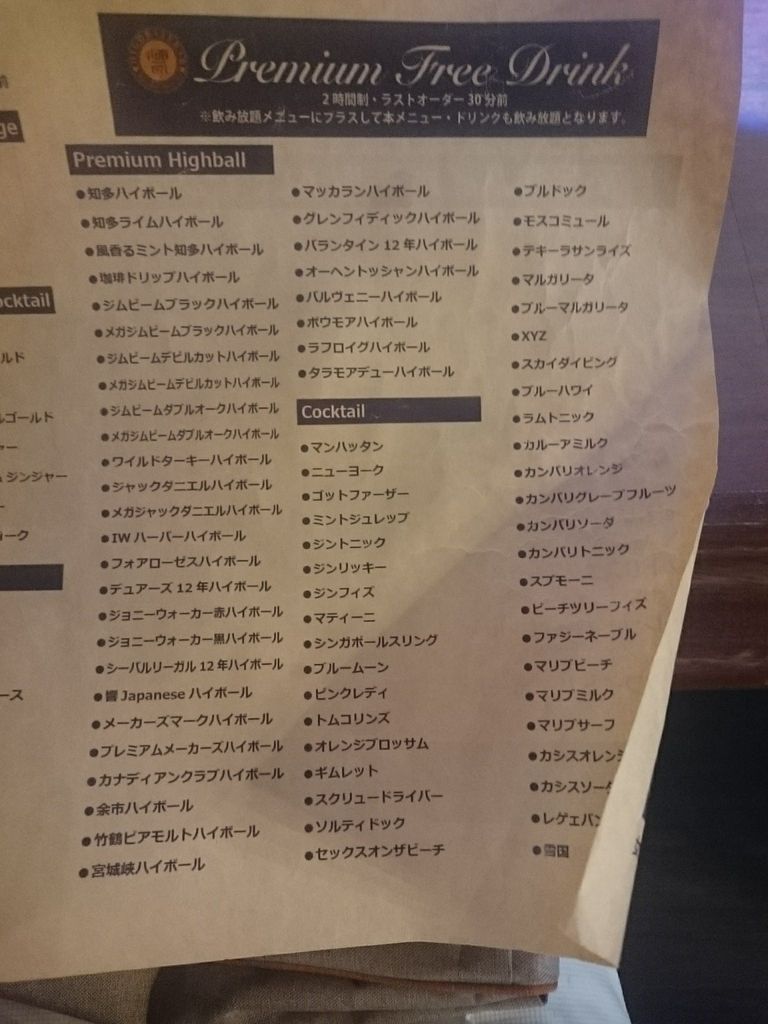 Premium Free Drink
2時間制・ラストオーダー30分前
※飲み放題メニューにプラスして本メニュー・ドリンクも飲み放題となります。
Premium Highball
●知多ハイボール
●知多ライムハイボール
●風香るミント知多ハイボール
●珈琲ドリップハイボール
●ジムビームブラックハイボール
●メガジムビームブラックハイボール
●ジムビームデビルカットハイボール
●メガジムビームデビルカットハイボール
●ジムビームダブルオークハイボール
●メガジムビームダブルオークハイボール
●ワイルドターキーハイボール
●ジャックダニエルハイボール
●メガジャックダニエルハイボール
●IWハーパーハイボール
●フォアローゼスハイボール
●デュアーズ12年ハイボール
●ジョニーウォーカー赤ハイボール
●ジョニーウォーカー黒ハイボール
●シーバルリーガル12年ハイボール
●響Japaneseハイボール
●メーカーズマークハイボール
●プレミアムメーカーズハイボール
●カナディアンクラブハイボール
●余市ハイボール
●竹鶴ピアモルトハイボール
●宮城峡ハイボール
●マッカランハイボール
●グレンフィディックハイボール
●バランタイン12年ハイボール
●オーヘントッシャンハイボール
●バルヴェニーハイボール
●ボウモアハイボール
●ラフロイグハイボール
●タラモアデューハイボール
Cocktail
●マンハッタン
●ニューヨーク
●ゴットファーザー
●ミントジュレップ
●ジントニック
●ジンリッキー
●ジンフィズ
●マティーニ
●シンガポールスリング
●ブルームーン
●ピンクレディ
●トムコリンズ
●オレンジブロッサム
●ギムレット
●スクリュードライバー
●ソルティドック
●セックスオンザビーチ
●ブルドック
●モスコミュール
●テキーラサンライズ
●マルガリータ
●ブルーマルガリータ
●XYZ
●スカイダイビング
●ブルーハワイ
●ラムトニック
●カルーアミルク
●カンパリオレンジ
●カンパリグレープフルーツ
●カンパリソーダ
●カンパリトニック
●スプモーニ
●ピーチツリーフィズ
●ファジーネーブル
●マリブピーチ
●マリブミルク
●マリブサーフ
●カシスオレン
●カシスソー
●レゲェパン
●雪国